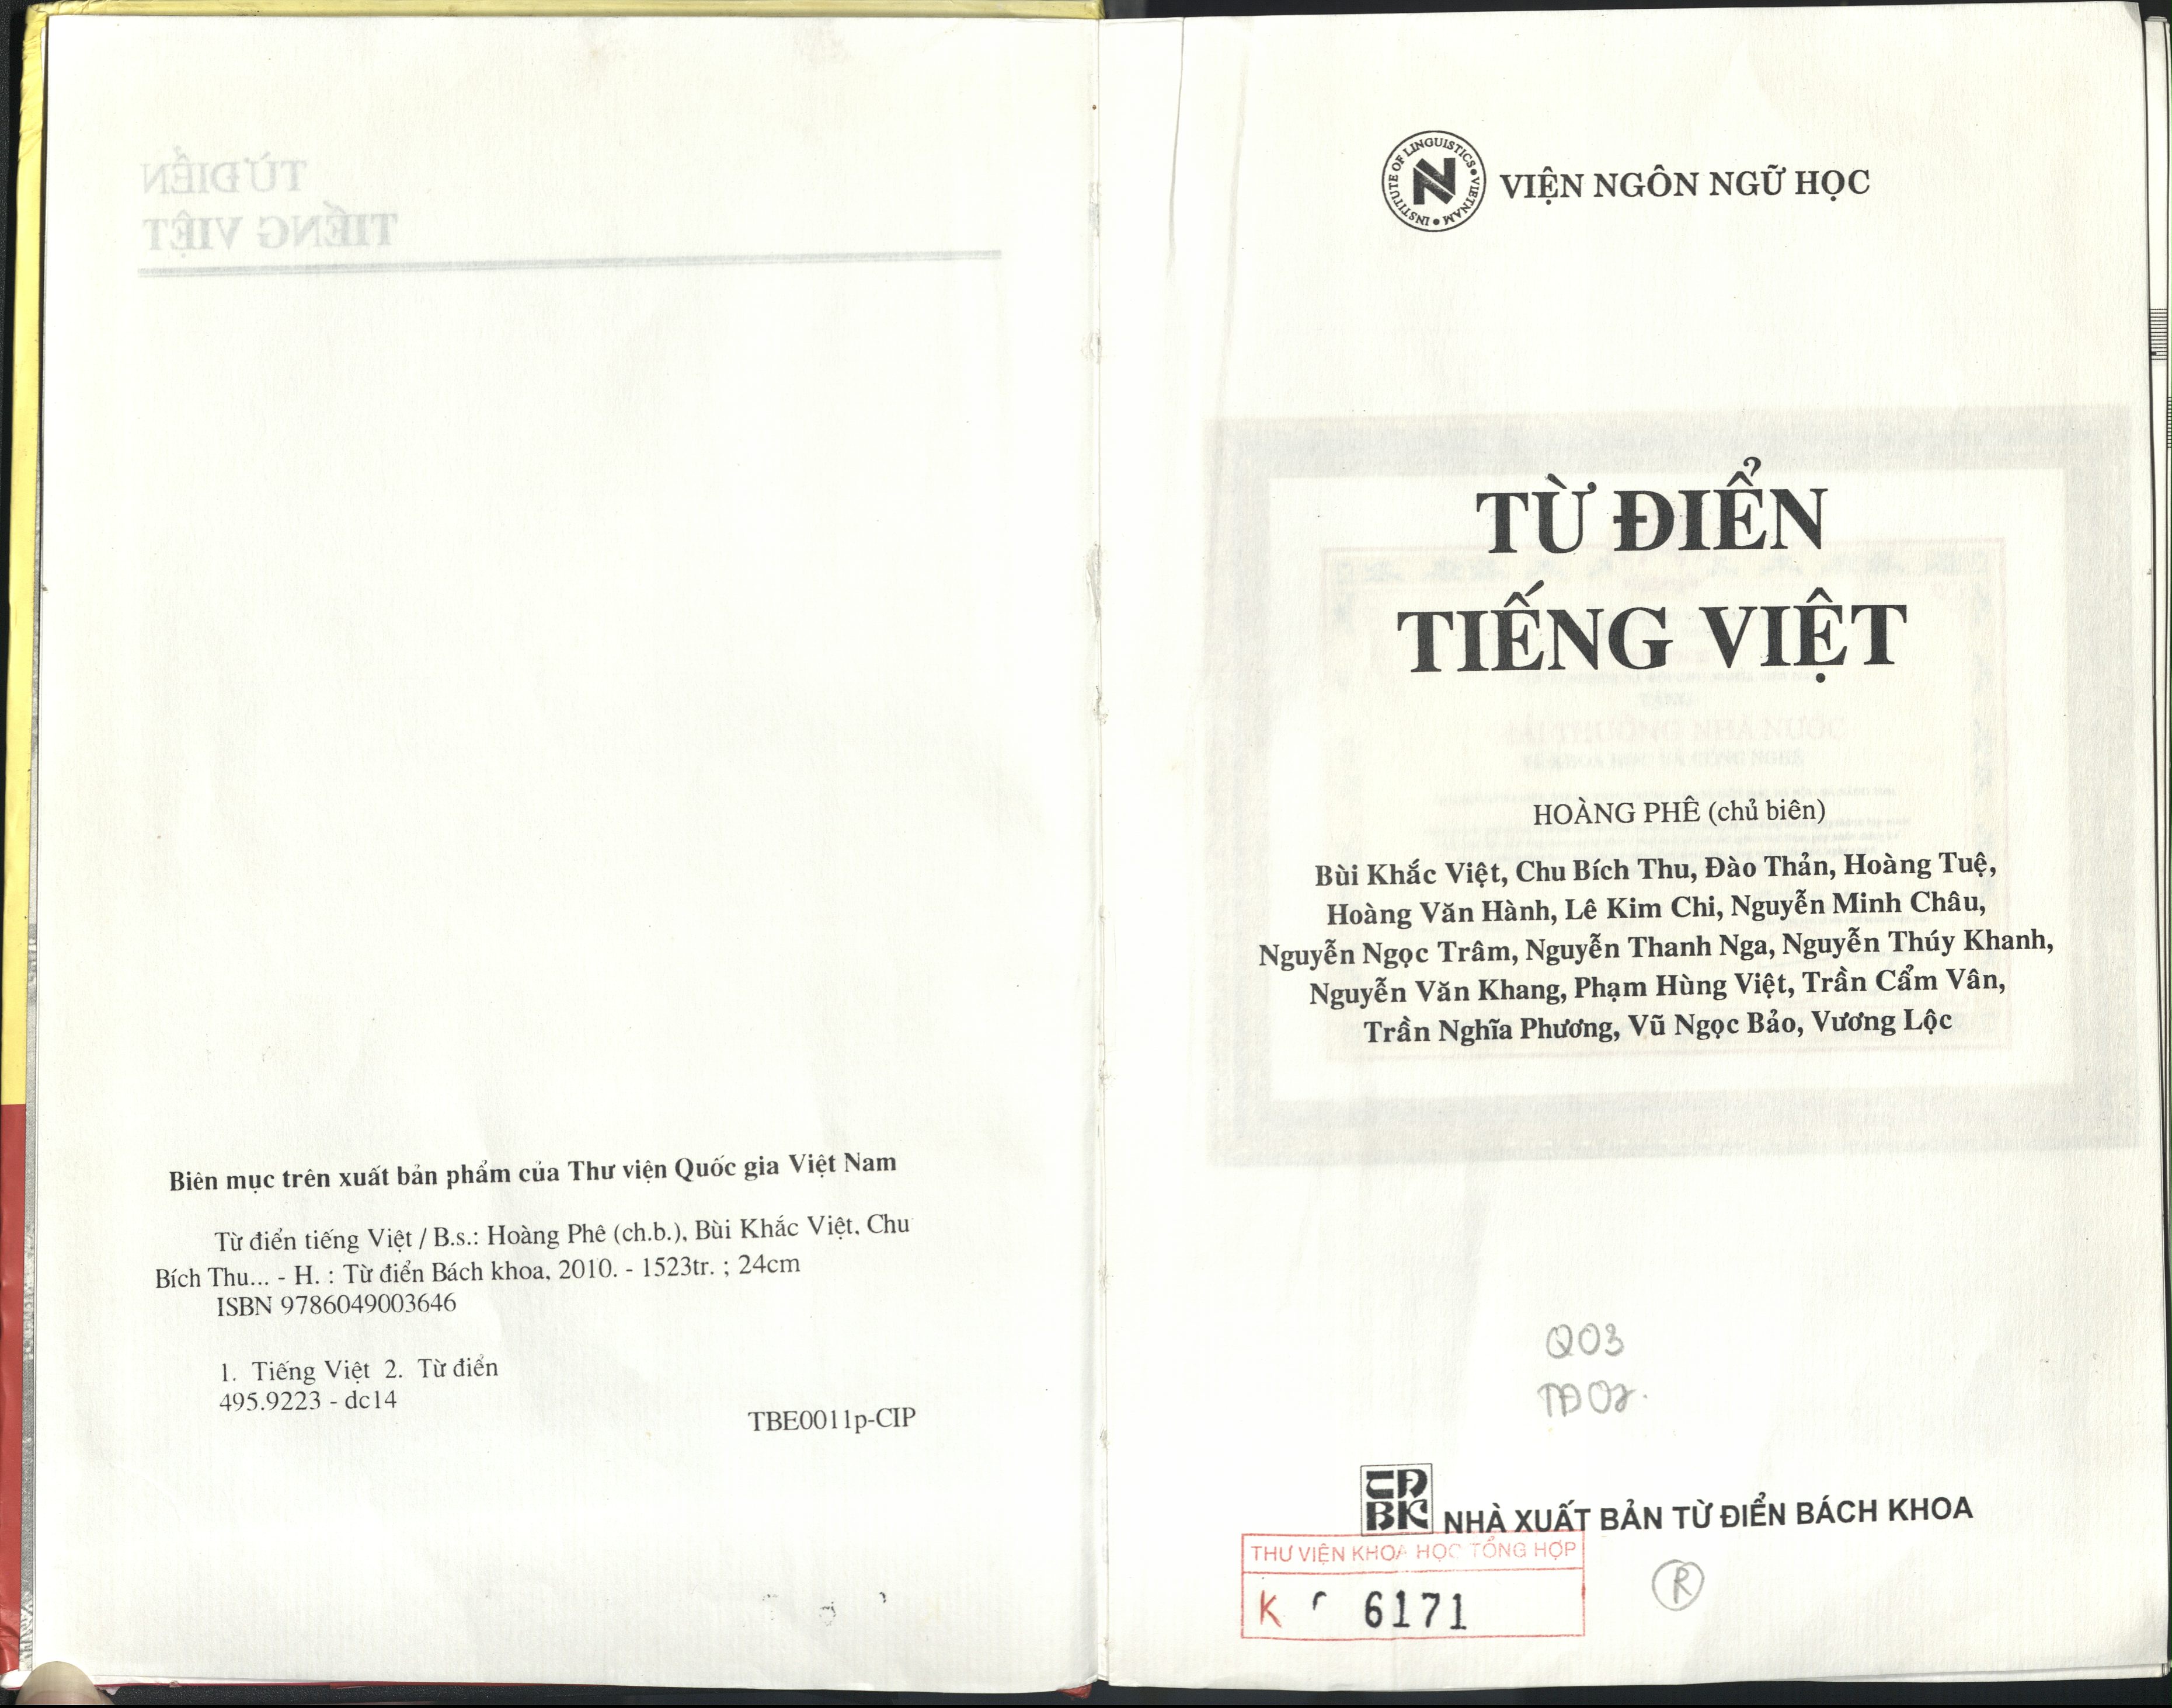 TỪ ĐIỂN
TIẾNG VIỆT
Biên mục trên xuất bản phẩm của Thư viện Quốc gia Việt Nam
Từ điển tiếng Việt / B.s.: Hoàng Phê (ch.b.), Bùi Khắc Việt, Chu
Bích Thu... - H. : Từ điển Bách khoa, 2010. - 1523tr. ; 24cm
ISBN 9786049003646
1. Tiếng Việt 2. Từ điển
495.9223 - dc14
TBE0011p-CIP
INSTITUTE OF LINGUISTICS • VIETNAM •
VIỆN NGÔN NGỮ HỌC
TỪ ĐIỂN
TIẾNG VIỆT
HOÀNG PHÊ (chủ biên)
Bùi Khắc Việt, Chu Bích Thu, Đào Thản, Hoàng Tuệ,
Hoàng Văn Hành, Lê Kim Chi, Nguyễn Minh Châu,
Nguyễn Ngọc Trâm, Nguyễn Thanh Nga, Nguyễn Thúy Khanh,
Nguyễn Văn Khang, Phạm Hùng Việt, Trần Cẩm Vân,
Trần Nghĩa Phương, Vũ Ngọc Bảo, Vương Lộc
Q03
TĐ02.
TĐ
BK
NHÀ XUẤT BẢN TỪ ĐIỂN BÁCH KHOA
THƯ VIỆN KHOA HỌC TỔNG HỢP
K 6171
R